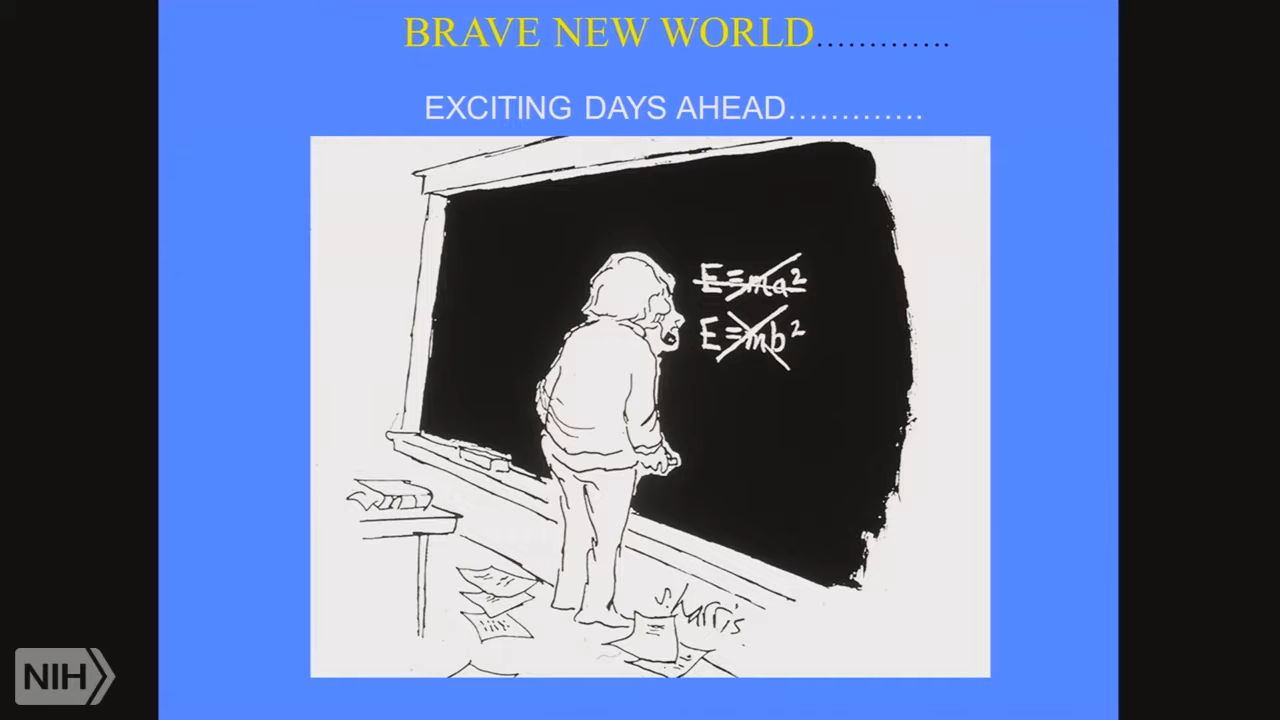 BRAVE NEW WORLD.............
EXCITING DAYS AHEAD.............
E=ma²
E=mb²
S. Harris
NIH